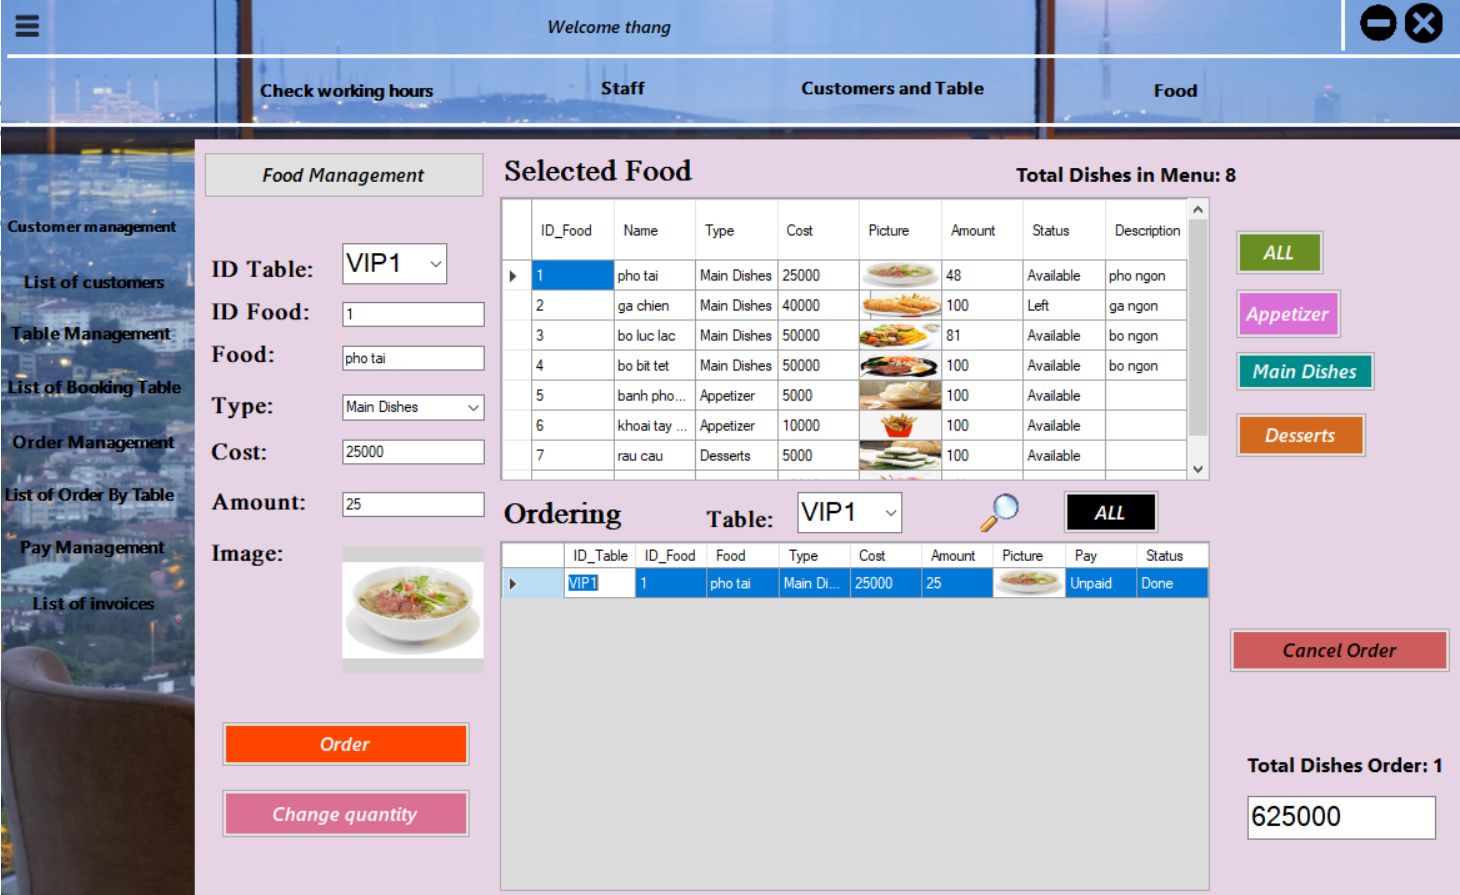 Welcome thang
Check working hours
Staff
Customers and Table
Food
Customer management
List of customers
Table Management
List of Booking Table
Order Management
List of Order By Table
Pay Management
List of invoices
Food Management
ID Table: VIP1
ID Food: 1
Food: pho tai
Type: Main Dishes
Cost: 25000
Amount: 25
Image:
Order
Change quantity
Selected Food
Total Dishes in Menu: 8
ID_Food Name Type Cost Picture Amount Status Description
1 pho tai Main Dishes 25000 48 Available pho ngon
2 ga chien Main Dishes 40000 100 Left ga ngon
3 bo luc lac Main Dishes 50000 81 Available bo ngon
4 bo bit tet Main Dishes 50000 100 Available bo ngon
5 banh pho... Appetizer 5000 100 Available
6 khoai tay ... Appetizer 10000 100 Available
7 rau cau Desserts 5000 100 Available
ALL
Appetizer
Main Dishes
Desserts
Ordering
Table: VIP1
ALL
ID_Table ID_Food Food Type Cost Amount Picture Pay Status
VIP1 1 pho tai Main Di... 25000 25 Unpaid Done
Cancel Order
Total Dishes Order: 1
625000